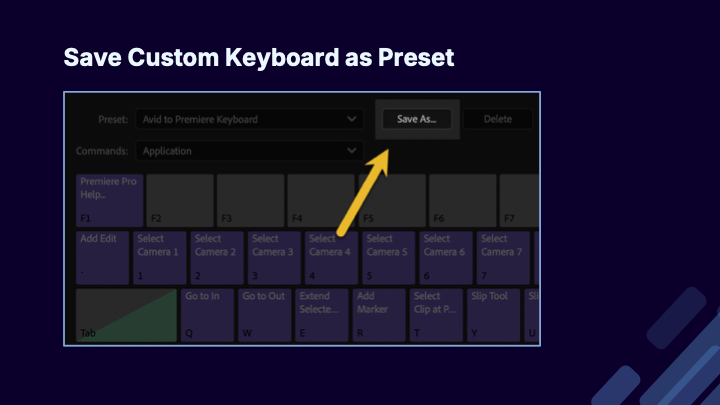 Save Custom Keyboard as Preset
Preset: Avid to Premiere Keyboard Save As... Delete
Commands: Application
Premiere Pro
Help..
F1 F2 F3 F4 F5 F6 F7
Add Edit Select Select Select Select Select Select Select
Camera 1 Camera 2 Camera 3 Camera 4 Camera 5 Camera 6 Camera 7
` 1 2 3 4 5 6 7
Go to In Go to Out Extend Add Select Slip Tool Sli
Selecte... Marker Clip at P...
Tab Q W E R T Y U